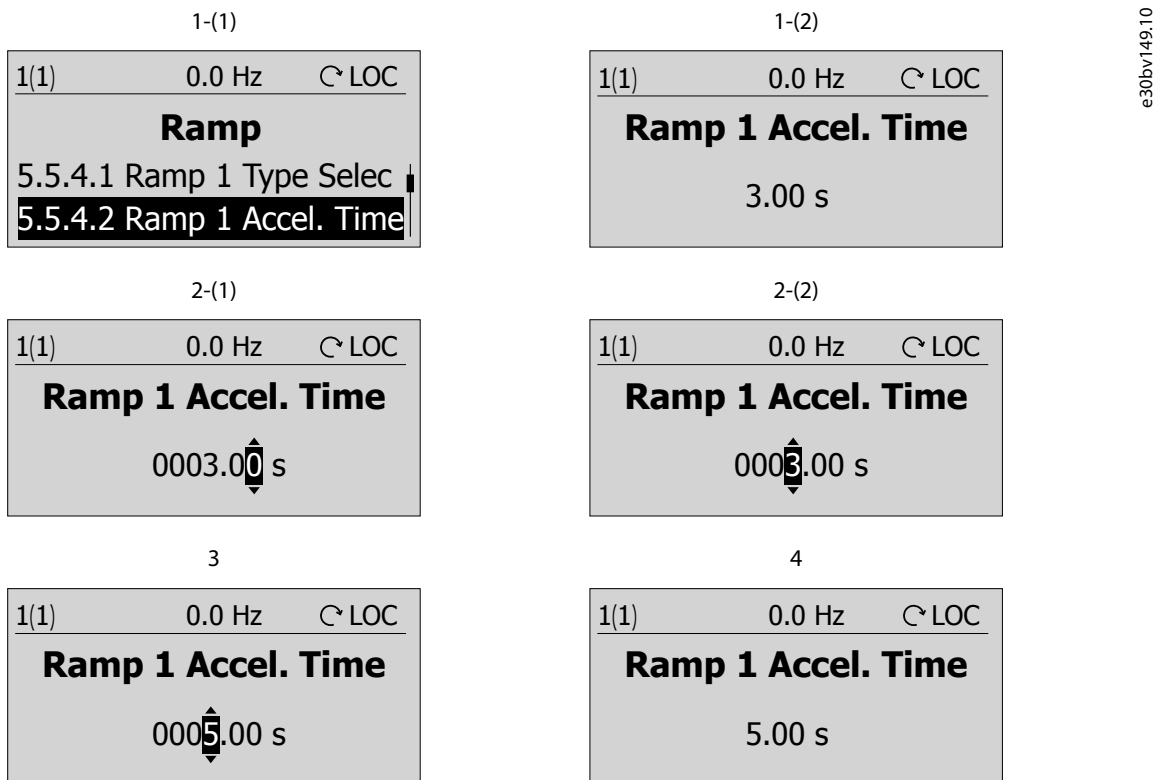 1-(1)
1(1) 0.0 Hz LOC
Ramp
5.5.4.1 Ramp 1 Type Selec
5.5.4.2 Ramp 1 Accel. Time
1-(2)
1(1) 0.0 Hz LOC
Ramp 1 Accel. Time
3.00 s
2-(1)
1(1) 0.0 Hz LOC
Ramp 1 Accel. Time
0003.00 s
2-(2)
1(1) 0.0 Hz LOC
Ramp 1 Accel. Time
0003.00 s
3
1(1) 0.0 Hz LOC
Ramp 1 Accel. Time
0005.00 s
4
1(1) 0.0 Hz LOC
Ramp 1 Accel. Time
5.00 s
e30bv149.10